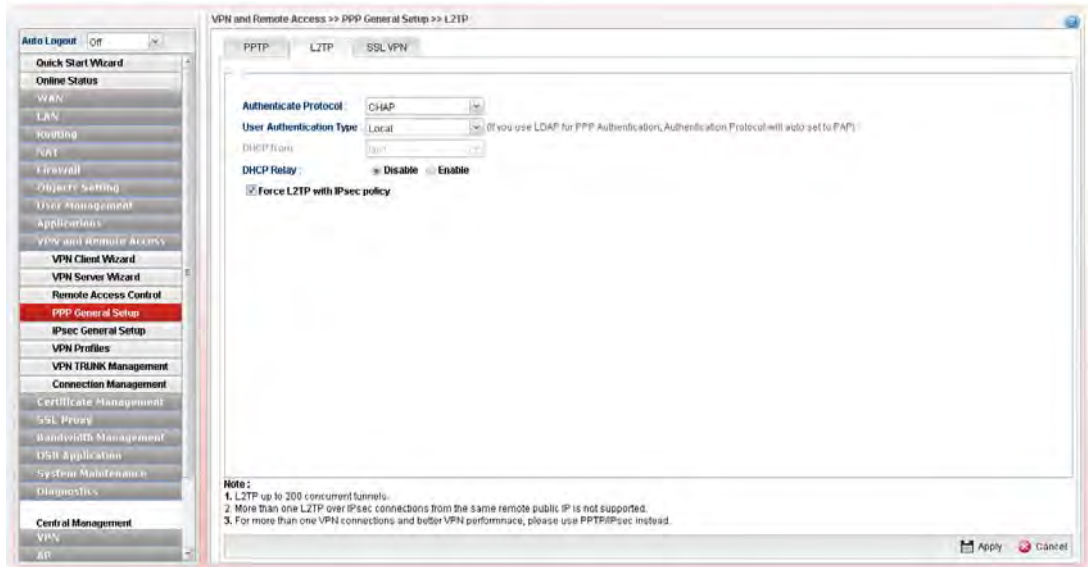 VPN and Remote Access >> PPP General Setup >> L2TP
Auto Logout Off
Quick Start Wizard
Online Status
WAN
LAN
Routing
NAT
Firewall
Objects Setting
User Management
Applications
VPN and Remote Access
VPN Client Wizard
VPN Server Wizard
Remote Access Control
PPP General Setup
IPsec General Setup
VPN Profiles
VPN TRUNK Management
Connection Management
Certificate Management
SSL Proxy
Bandwidth Management
USB Application
System Maintenance
Diagnostics
Central Management
VPN
AP
PPTP L2TP SSL VPN
Authenticate Protocol : CHAP
User Authentication Type : Local (If you use LDAP for PPP Authentication, Authentication Protocol will auto set to PAP)
DHCP from :
DHCP Relay : Disable Enable
Force L2TP with IPsec policy
Note :
1. L2TP up to 200 concurrent tunnels.
2. More than one L2TP over IPsec connections from the same remote public IP is not supported.
3. For more than one VPN connections and better VPN performnace, please use PPTP/IPsec instead.
Apply Cancel